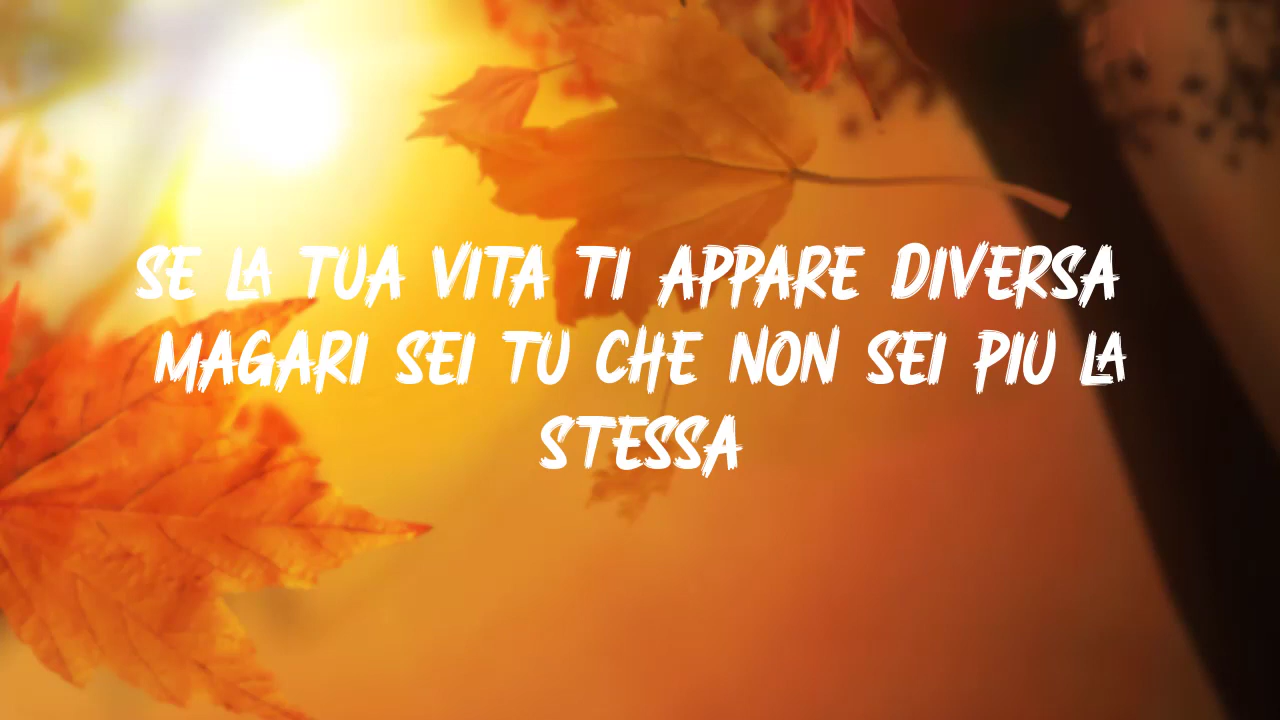 SE LA TUA VITA TI APPARE DIVERSA
MAGARI SEI TU CHE NON SEI PIU LA
STESSA